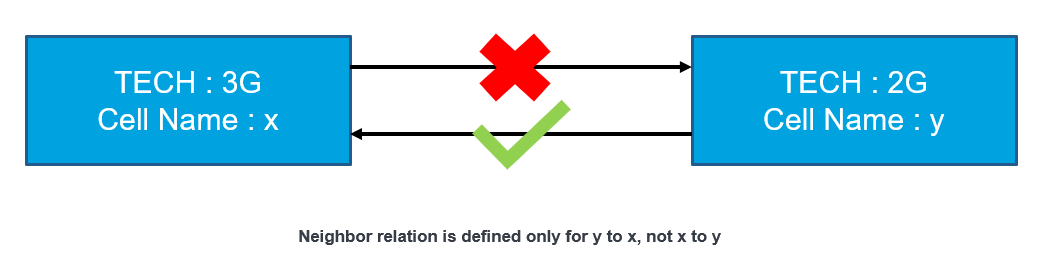 TECH : 3G
Cell Name : x
TECH : 2G
Cell Name : y
Neighbor relation is defined only for y to x, not x to y